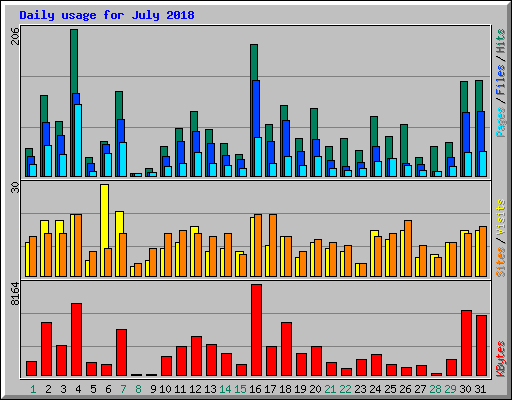 Daily usage for July 2018
206
Pages / Files / Hits
30
Sites / Visits
8164
KBytes
1 2 3 4 5 6 7 8 9 10 11 12 13 14 15 16 17 18 19 20 21 22 23 24 25 26 27 28 29 30 31